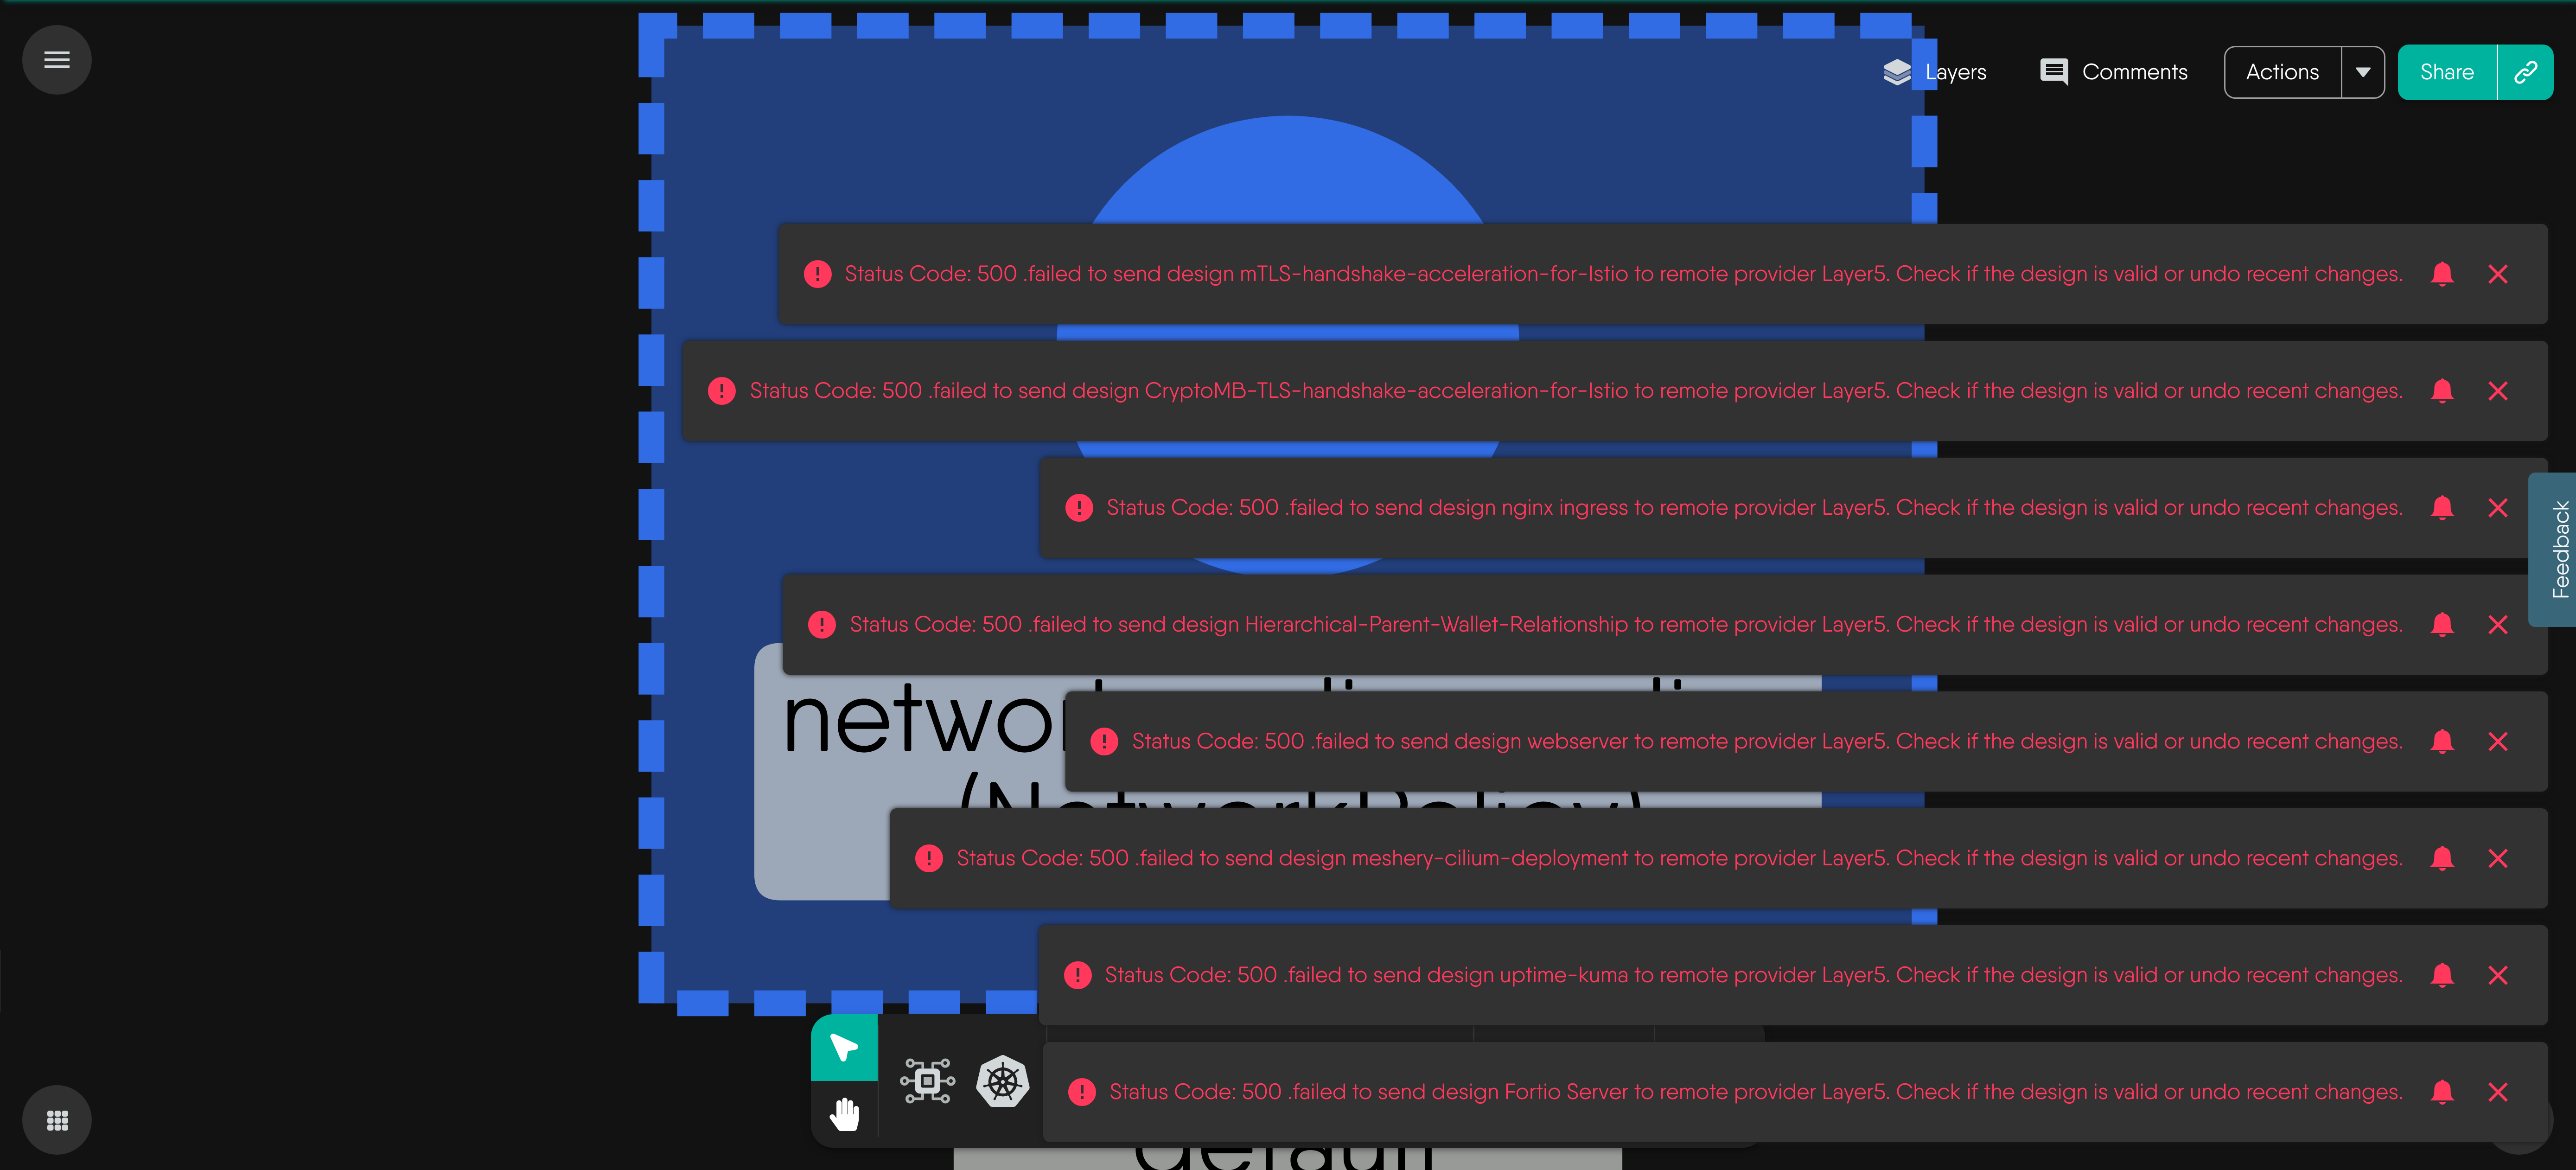 Layers
Comments
Actions
Share
Status Code: 500 .failed to send design mTLS-handshake-acceleration-for-Istio to remote provider Layer5. Check if the design is valid or undo recent changes.
Status Code: 500 .failed to send design CryptoMB-TLS-handshake-acceleration-for-Istio to remote provider Layer5. Check if the design is valid or undo recent changes.
Status Code: 500 .failed to send design nginx ingress to remote provider Layer5. Check if the design is valid or undo recent changes.
Feedback
Status Code: 500 .failed to send design Hierarchical-Parent-Wallet-Relationship to remote provider Layer5. Check if the design is valid or undo recent changes.
Status Code: 500 .failed to send design webserver to remote provider Layer5. Check if the design is valid or undo recent changes.
(NetworkPolicy)
Status Code: 500 .failed to send design meshery-cilium-deployment to remote provider Layer5. Check if the design is valid or undo recent changes.
Status Code: 500 .failed to send design uptime-kuma to remote provider Layer5. Check if the design is valid or undo recent changes.
Status Code: 500 .failed to send design Fortio Server to remote provider Layer5. Check if the design is valid or undo recent changes.
default